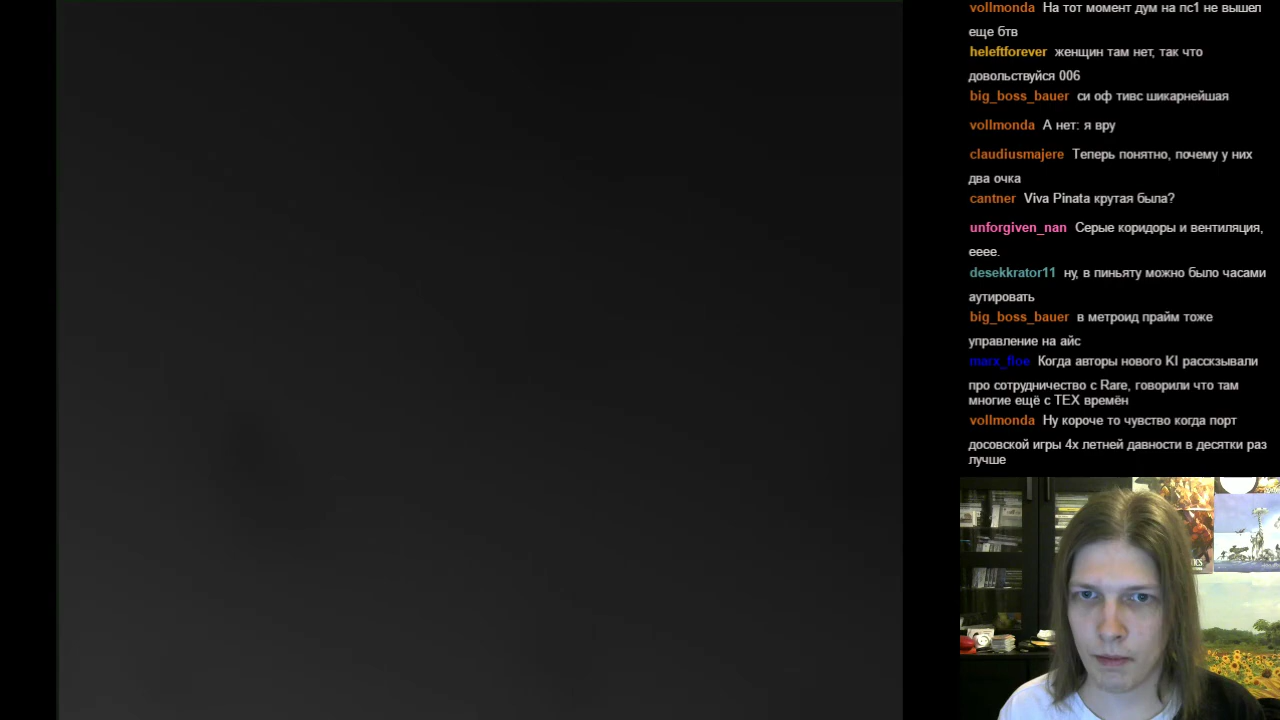 vollmonda На тот момент дум на пс1 не вышел
еще бтв
heleftforever женщин там нет, так что
довольствуйся 006
big_boss_bauer си оф тивс шикарнейшая
vollmonda А нет: я вру
claudiusmajere Теперь понятно, почему у них
два очка
cantner Viva Pinata крутая была?
unforgiven_nan Серые коридоры и вентиляция,
ееее.
desekkrator11 ну, в пиньяту можно было часами
аутировать
big_boss_bauer в метроид прайм тоже
управление на айс
marx_floe Когда авторы нового KI расскзывали
про сотрудничество с Rare, говорили что там
многие ещё с ТЕХ времён
vollmonda Ну короче то чувство когда порт
досовской игры 4х летней давности в десятки раз
лучше